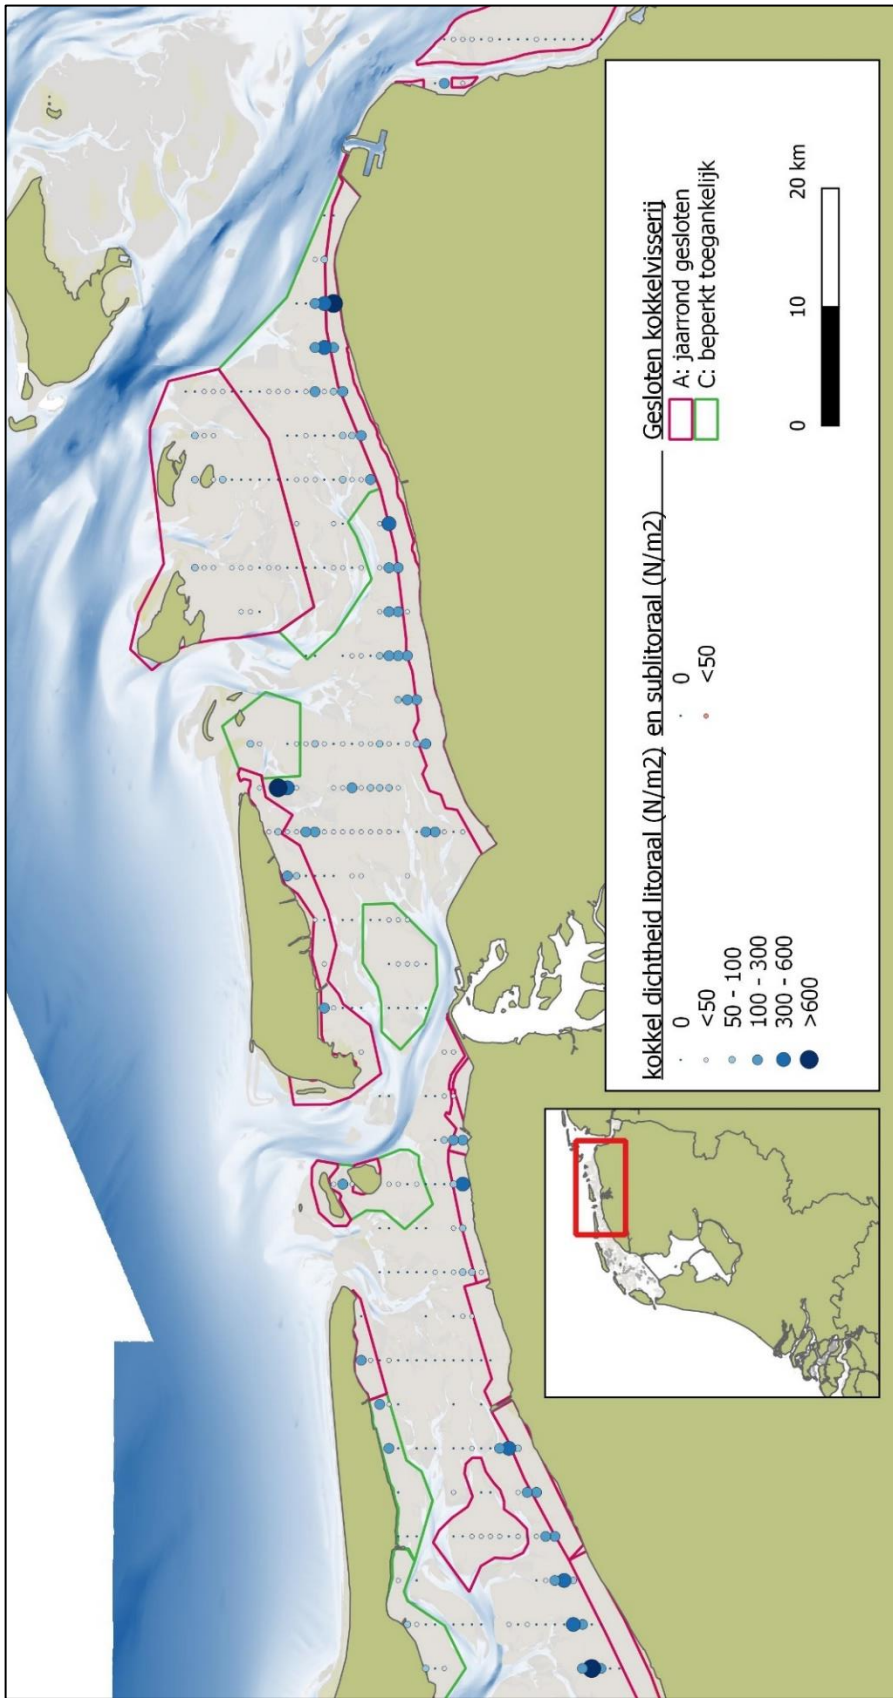 kokkel dichtheid litoraal (N/m2) en sublitoraal (N/m2)
0
<50
50 - 100
100 - 300
300 - 600
>600
0
<50
Gesloten kokkelvisserij
A: jaarrond gesloten
C: beperkt toegankelijk
0 10 20 km